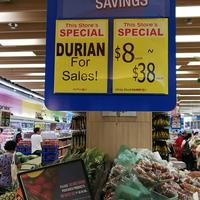 SAVINGS
This Store's
SPECIAL
DURIAN
For
Sales!
This Store's
SPECIAL
$8 ~
$38